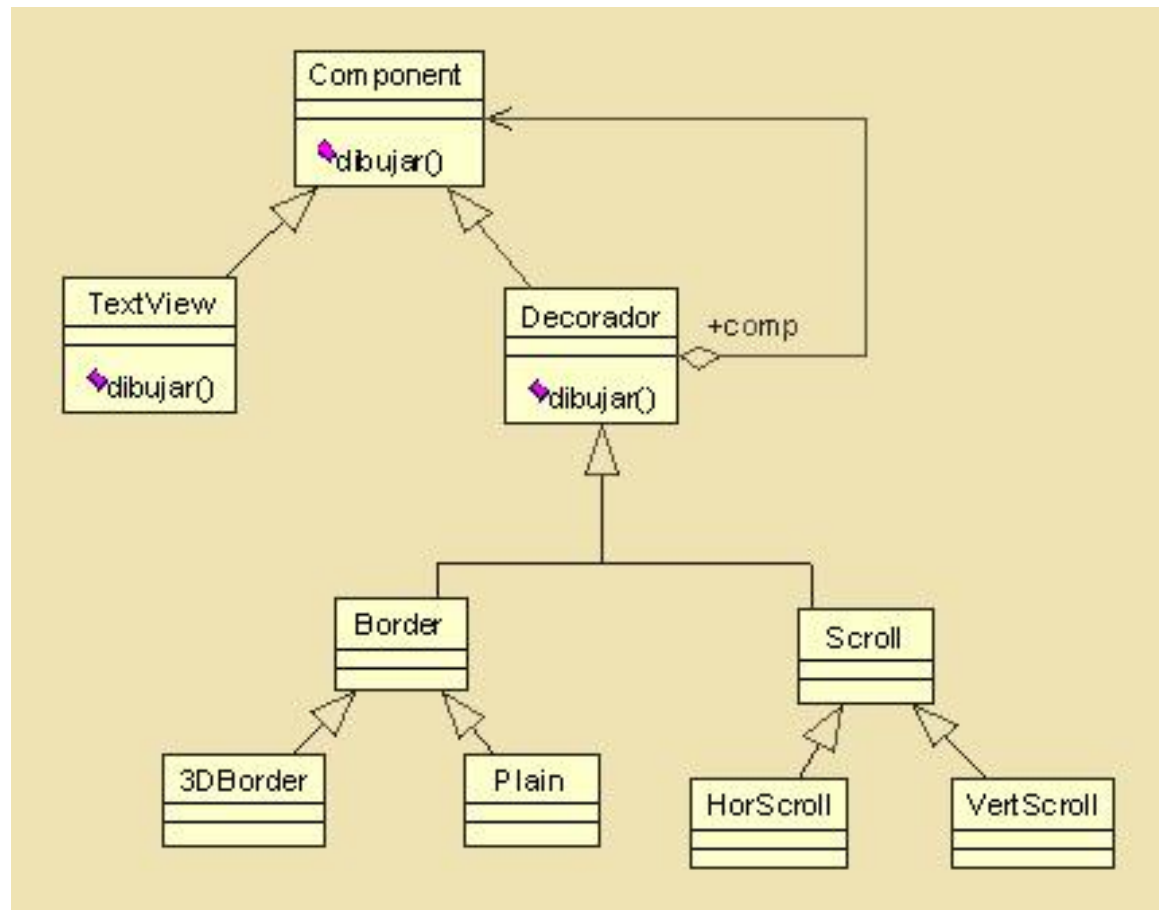 Component
dibujar()
TextView
dibujar()
Decorador
+comp
dibujar()
Border
Scroll
3DBorder
Plain
HorScroll
VertScroll